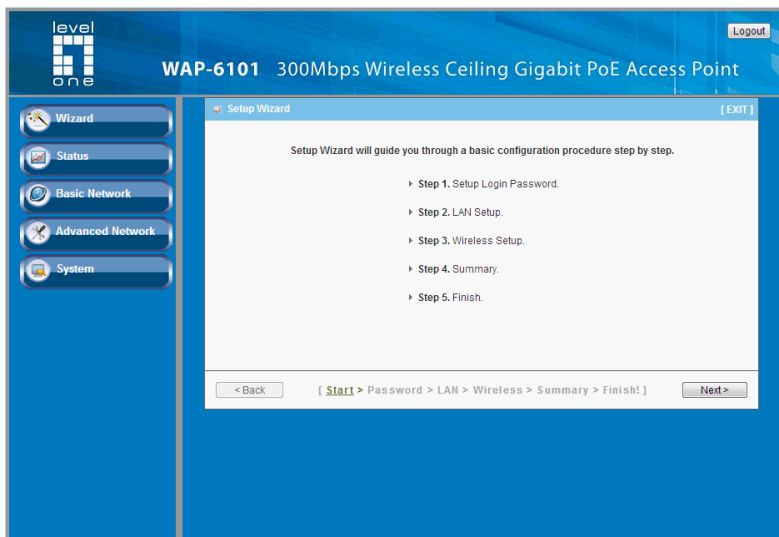 level
one
Logout
WAP-6101 300Mbps Wireless Ceiling Gigabit PoE Access Point
Wizard
Status
Basic Network
Advanced Network
System
Setup Wizard [ EXIT ]
Setup Wizard will guide you through a basic configuration procedure step by step.
Step 1. Setup Login Password.
Step 2. LAN Setup.
Step 3. Wireless Setup.
Step 4. Summary.
Step 5. Finish.
< Back [ Start > Password > LAN > Wireless > Summary > Finish! ] Next >